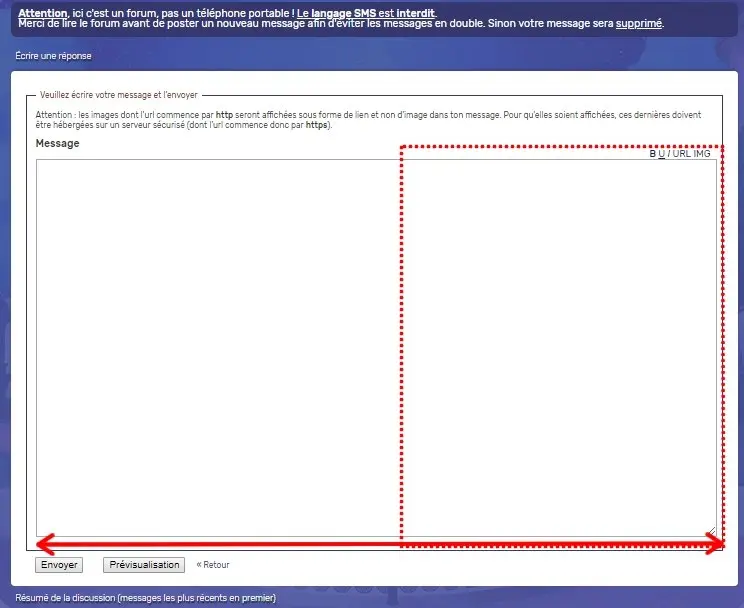 Attention, ici c'est un forum, pas un téléphone portable ! Le langage SMS est interdit.
Merci de lire le forum avant de poster un nouveau message afin d'éviter les messages en double. Sinon votre message sera supprimé.
Écrire une réponse
Veuillez écrire votre message et l'envoyer
Attention : les images dont l'url commence par http seront affichées sous forme de lien et non d'image dans ton message. Pour qu'elles soient affichées, ces dernières doivent
être hébergées sur un serveur sécurisé (dont l'url commence donc par https).
Message
B U I URL IMG
Envoyer Prévisualisation « Retour
Résumé de la discussion (messages les plus récents en premier)